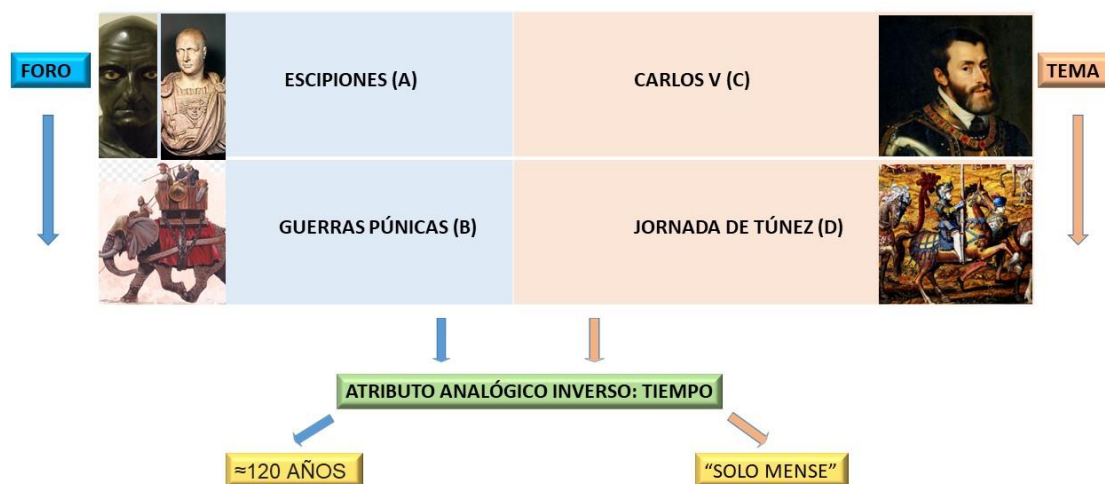 FORO
ESCIPIONES (A)
CARLOS V (C)
TEMA
GUERRAS PÚNICAS (B)
JORNADA DE TÚNEZ (D)
ATRIBUTO ANALÓGICO INVERSO: TIEMPO
≈120 AÑOS
“SOLO MENSE”